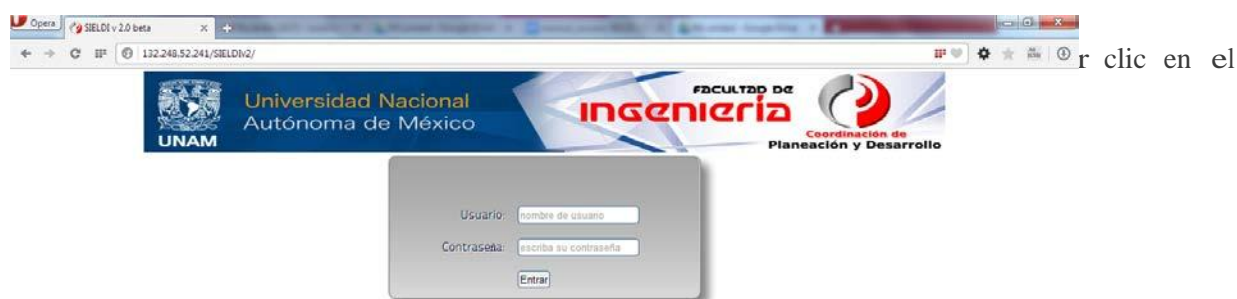 Opera
SIELDI v 2.0 beta
132.248.52.241/SIELDIv2/
r clic en el
Universidad Nacional
Autónoma de México
UNAM
FACULTAD DE
INGENIERÍA
Coordinación de
Planeación y Desarrollo
Usuario:
nombre de usuario
Contraseña:
escriba su contraseña
Entrar